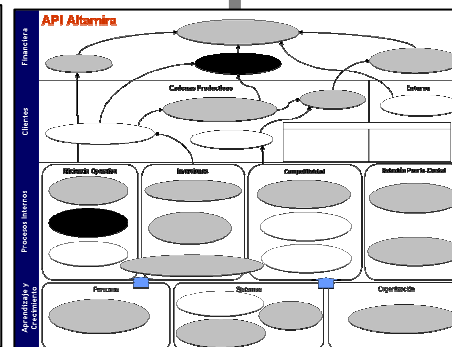 API Altamira
Financiera
Clientes
Cadenas Productivas
Entorno
Procesos Internos
Eficiencia Operativa
Inversiones
Competitividad
Relación Puerto-Ciudad
Aprendizaje y
Crecimiento
Personas
Sistemas
Organización